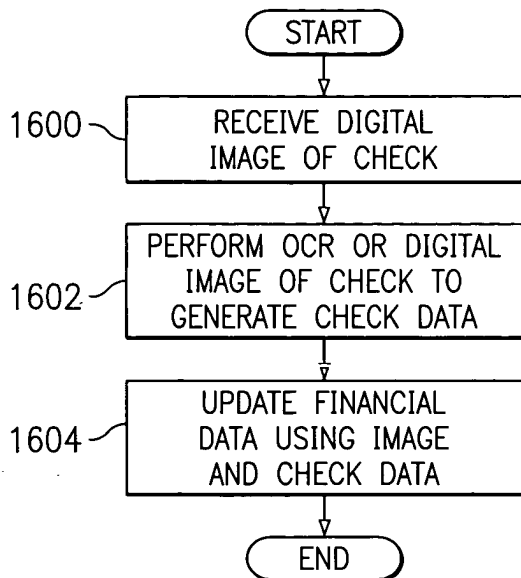 START
1600
RECEIVE DIGITAL
IMAGE OF CHECK
1602
PERFORM OCR OR DIGITAL
IMAGE OF CHECK TO
GENERATE CHECK DATA
1604
UPDATE FINANCIAL
DATA USING IMAGE
AND CHECK DATA
END